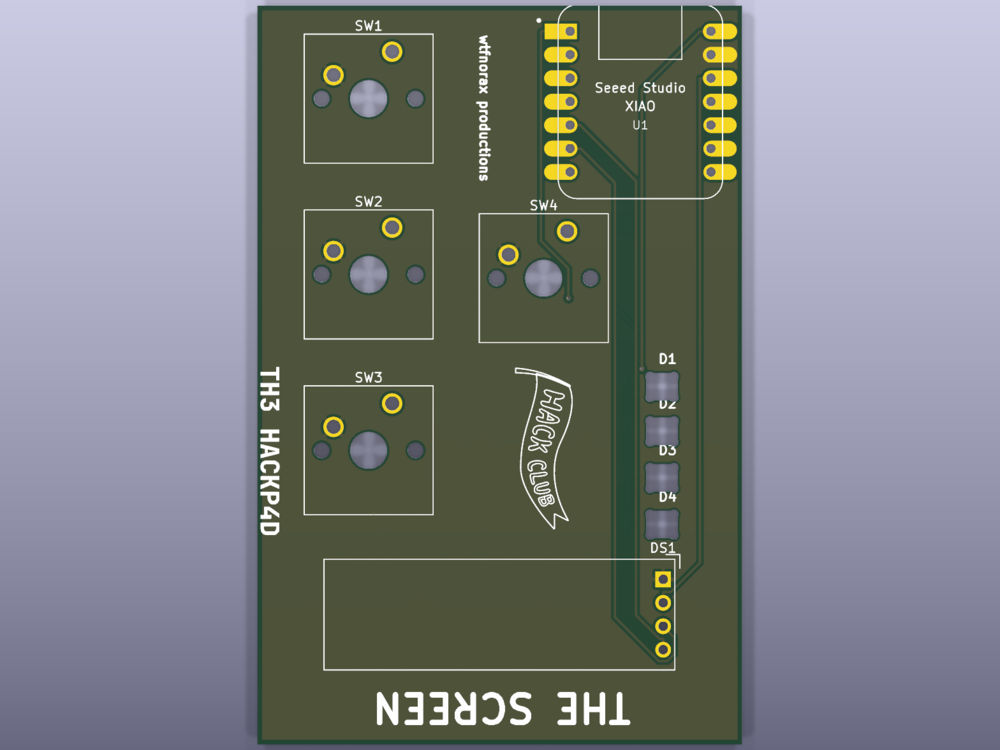 SW1
wtfnorax productions
Seeed Studio
XIAO
U1
SW2
SW4
D1
D2
TH3 HACKP4D
SW3
HACK CLUB
D3
D4
DS1
THE SCREEN